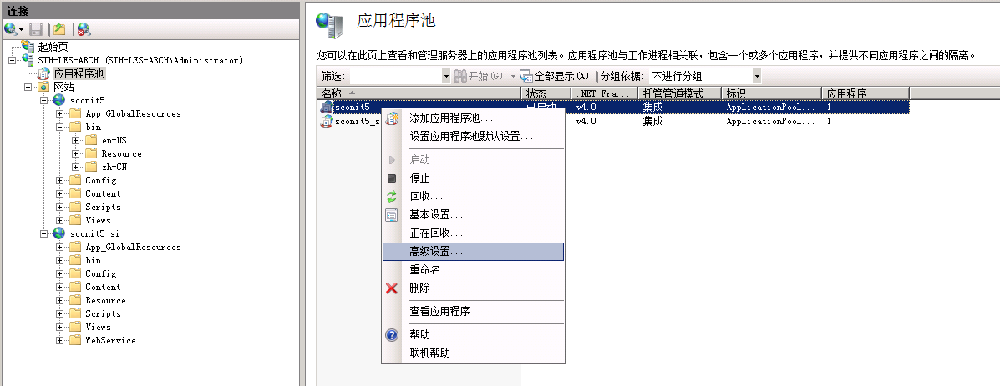 连接
起始页
SIH-LES-ARCH (SIH-LES-ARCH\Administrator)
应用程序池
网站
sconit5
App_GlobalResources
bin
en-US
Resource
zh-CN
Config
Content
Scripts
Views
sconit5_si
App_GlobalResources
bin
Config
Content
Resource
Scripts
Views
WebService
应用程序池
您可以在此页上查看和管理服务器上的应用程序池列表。应用程序池与工作进程相关联，包含一个或多个应用程序，并提供不同应用程序之间的隔离。
筛选: 开始(G) 全部显示(A) 分组依据: 不进行分组
名称 状态 .NET Fra... 托管管道模式 标识 应用程序
sconit5 已启动 v4.0 集成 ApplicationPool... 1
sconit5_s v4.0 集成 ApplicationPool... 1
添加应用程序池...
设置应用程序池默认设置...
启动
停止
回收...
基本设置...
正在回收...
高级设置...
重命名
删除
查看应用程序
帮助
联机帮助